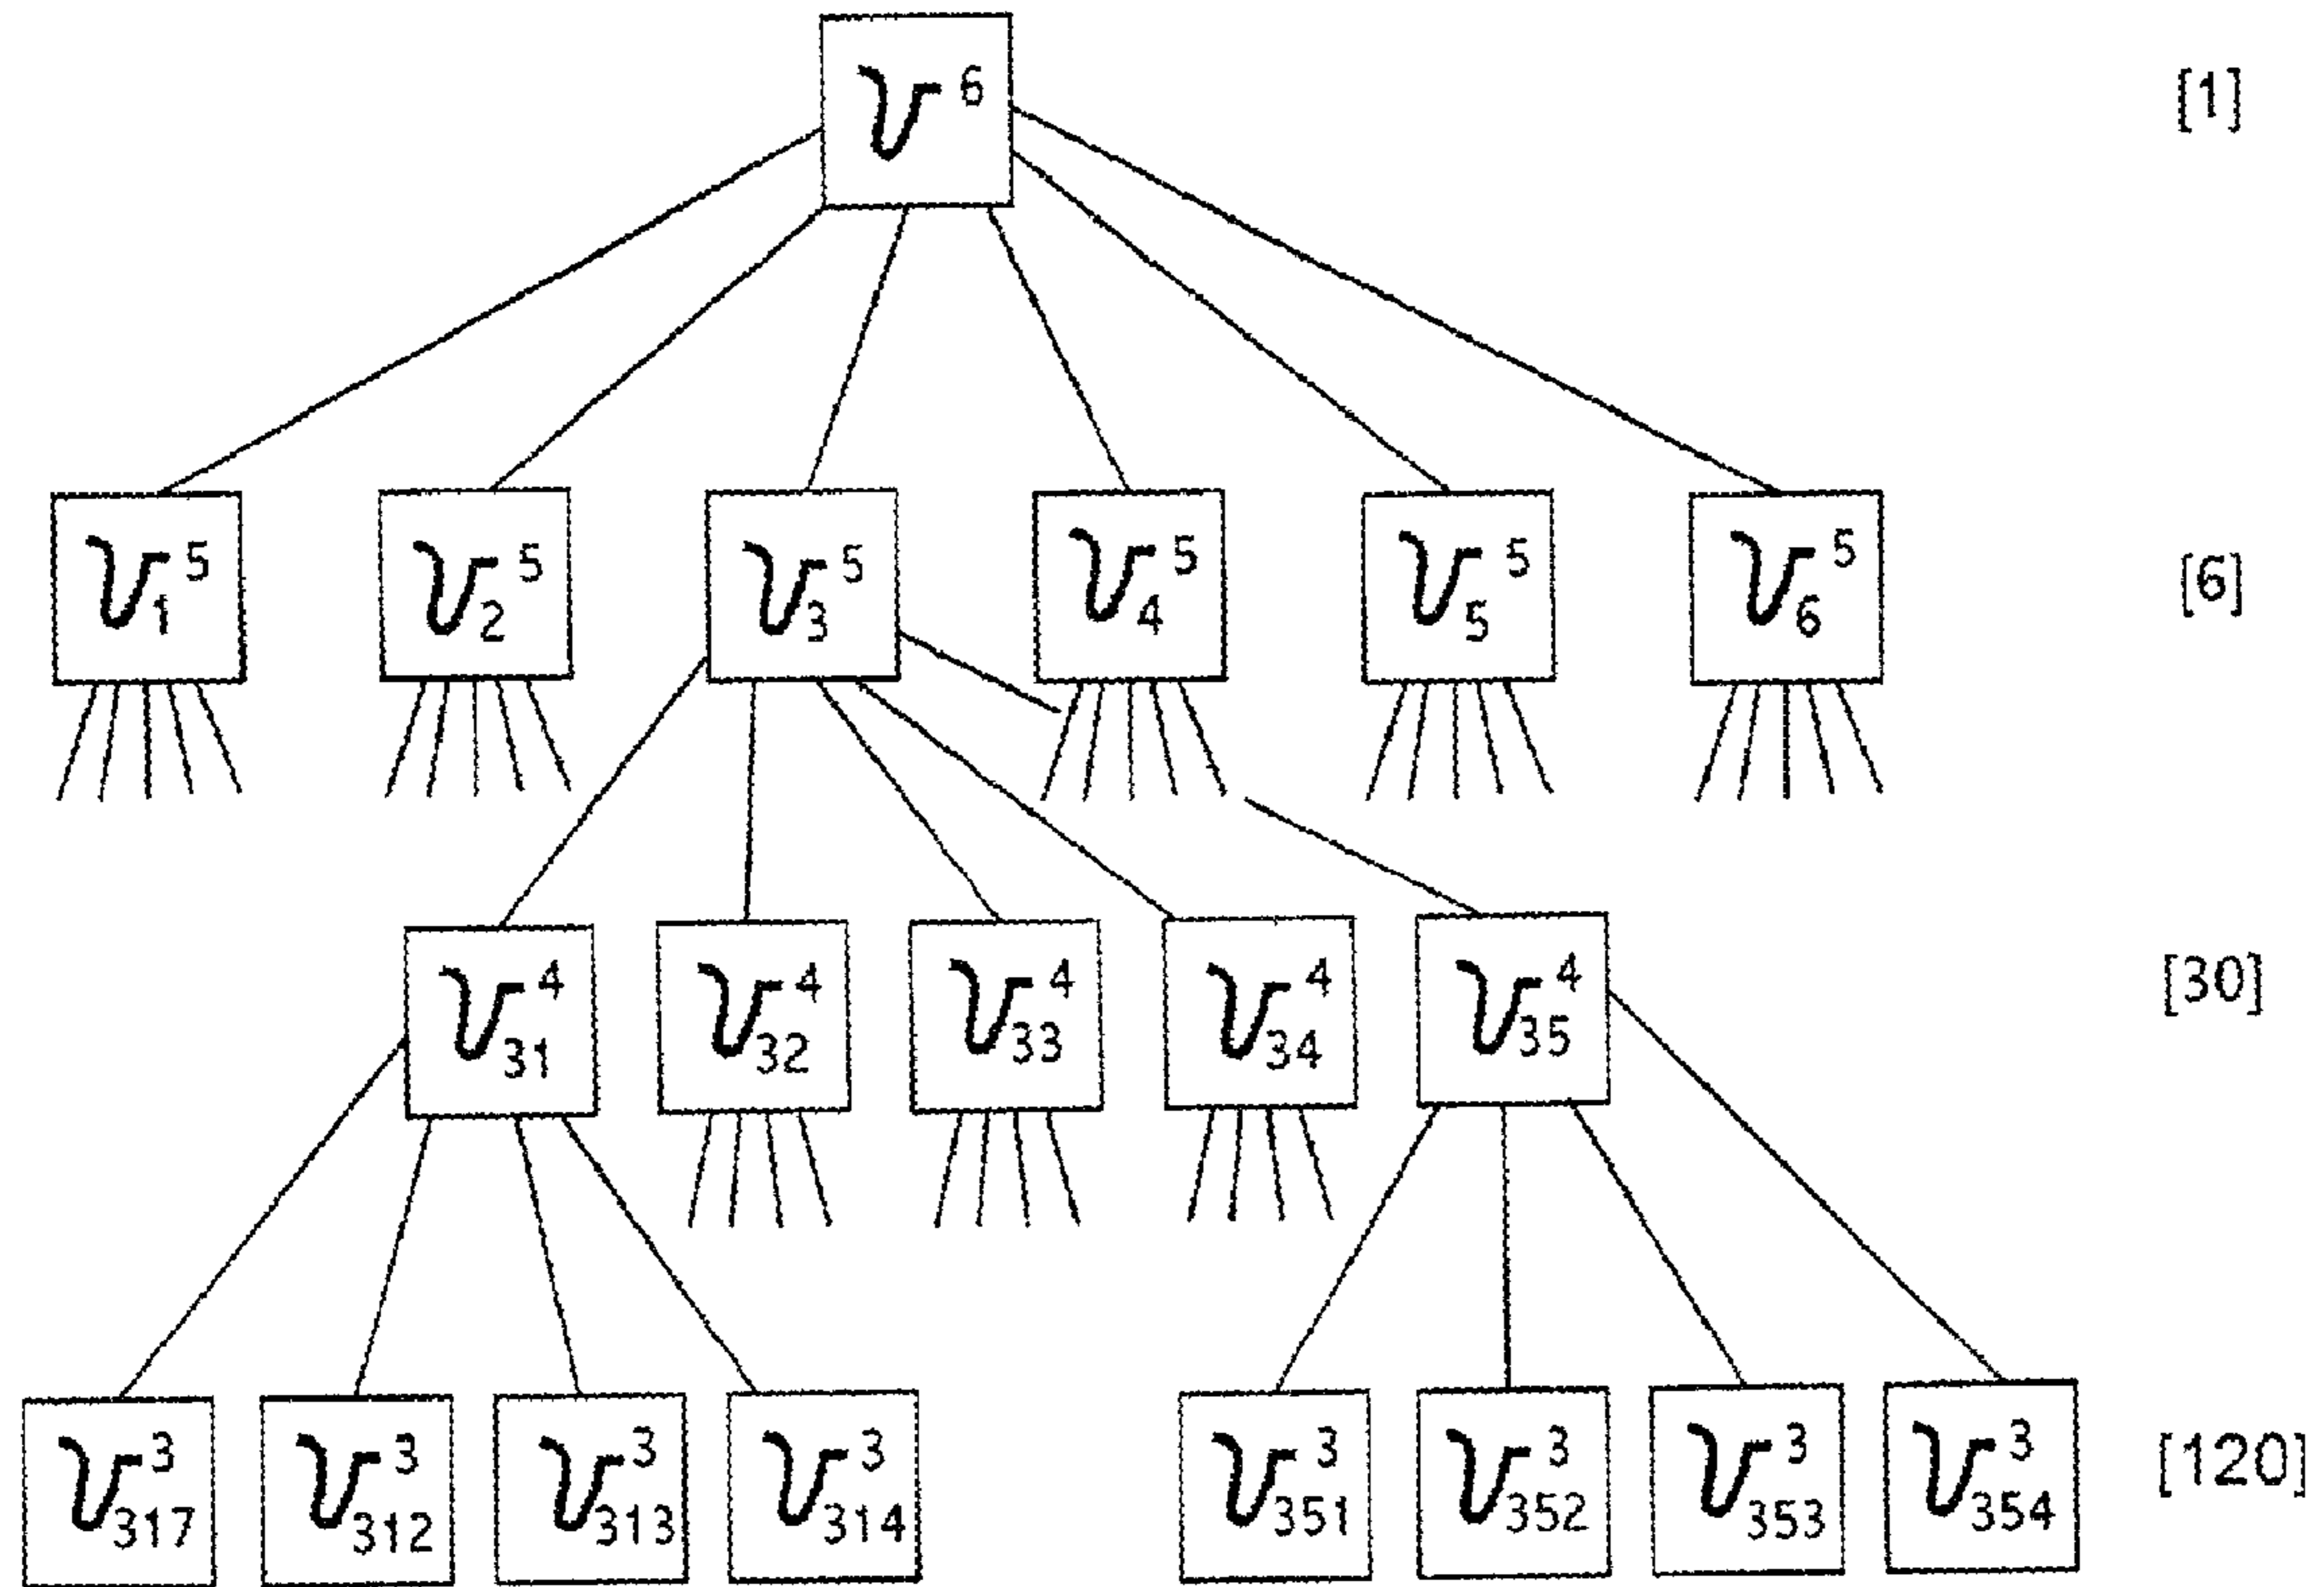 𝒱⁶ [1]
𝒱₁⁵ 𝒱₂⁵ 𝒱₃⁵ 𝒱₄⁵ 𝒱₅⁵ 𝒱₆⁵ [6]
𝒱₃₁⁴ 𝒱₃₂⁴ 𝒱₃₃⁴ 𝒱₃₄⁴ 𝒱₃₅⁴ [30]
𝒱₃₁₇³ 𝒱₃₁₂³ 𝒱₃₁₃³ 𝒱₃₁₄³ 𝒱₃₅₁³ 𝒱₃₅₂³ 𝒱₃₅₃³ 𝒱₃₅₄³ [120]